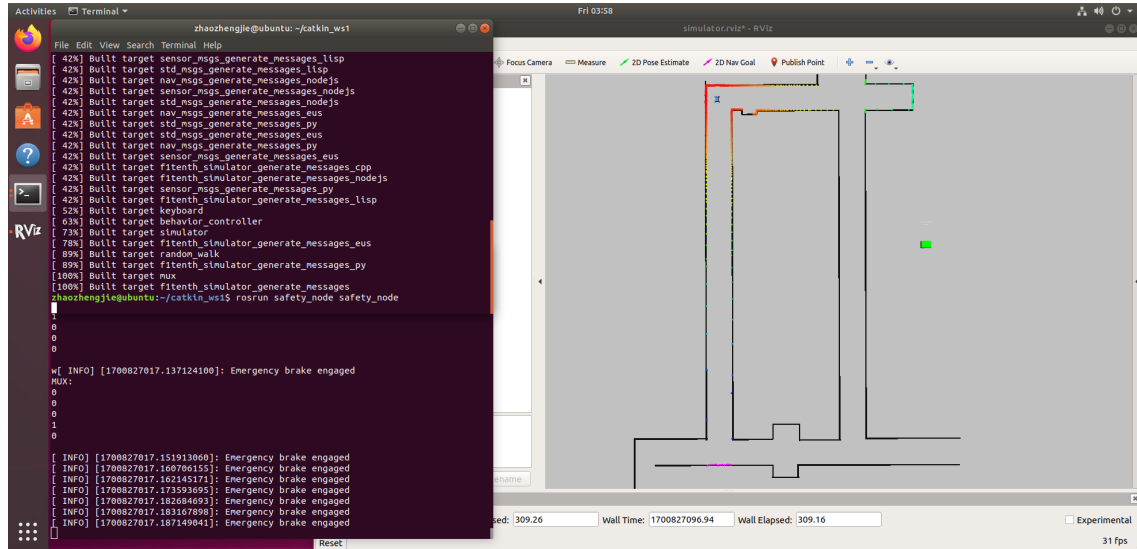 Activities
Terminal
Fri 03:58
zhaozhengjie@ubuntu: ~/catkin_ws1
simulator.rviz* - RViz
File Edit View Search Terminal Help
Focus Camera
Measure
2D Pose Estimate
2D Nav Goal
Publish Point
[ 42%] Built target sensor_msgs_generate_messages_lisp
[ 42%] Built target std_msgs_generate_messages_lisp
[ 42%] Built target nav_msgs_generate_messages_nodejs
[ 42%] Built target sensor_msgs_generate_messages_nodejs
[ 42%] Built target std_msgs_generate_messages_nodejs
[ 42%] Built target nav_msgs_generate_messages_eus
[ 42%] Built target std_msgs_generate_messages_py
[ 42%] Built target std_msgs_generate_messages_eus
[ 42%] Built target nav_msgs_generate_messages_py
[ 42%] Built target sensor_msgs_generate_messages_eus
[ 42%] Built target f1tenth_simulator_generate_messages_cpp
[ 42%] Built target f1tenth_simulator_generate_messages_nodejs
[ 42%] Built target sensor_msgs_generate_messages_py
[ 42%] Built target f1tenth_simulator_generate_messages_lisp
[ 52%] Built target keyboard
[ 63%] Built target behavior_controller
[ 73%] Built target simulator
[ 78%] Built target f1tenth_simulator_generate_messages_eus
[ 89%] Built target random_walk
[ 89%] Built target f1tenth_simulator_generate_messages_py
[100%] Built target mux
[100%] Built target f1tenth_simulator_generate_messages
zhaozhengjie@ubuntu:~/catkin_ws1$ rosrun safety_node safety_node
1
0
0
0
w[ INFO] [1700827017.137124100]: Emergency brake engaged
MUX:
0
0
0
1
0
[ INFO] [1700827017.151913060]: Emergency brake engaged
[ INFO] [1700827017.160706155]: Emergency brake engaged
[ INFO] [1700827017.162145171]: Emergency brake engaged
[ INFO] [1700827017.173593695]: Emergency brake engaged
[ INFO] [1700827017.182684693]: Emergency brake engaged
[ INFO] [1700827017.183167898]: Emergency brake engaged
[ INFO] [1700827017.187149041]: Emergency brake engaged
RViz
ename
sed: 309.26
Wall Time: 1700827096.94
Wall Elapsed: 309.16
Experimental
Reset
31 fps